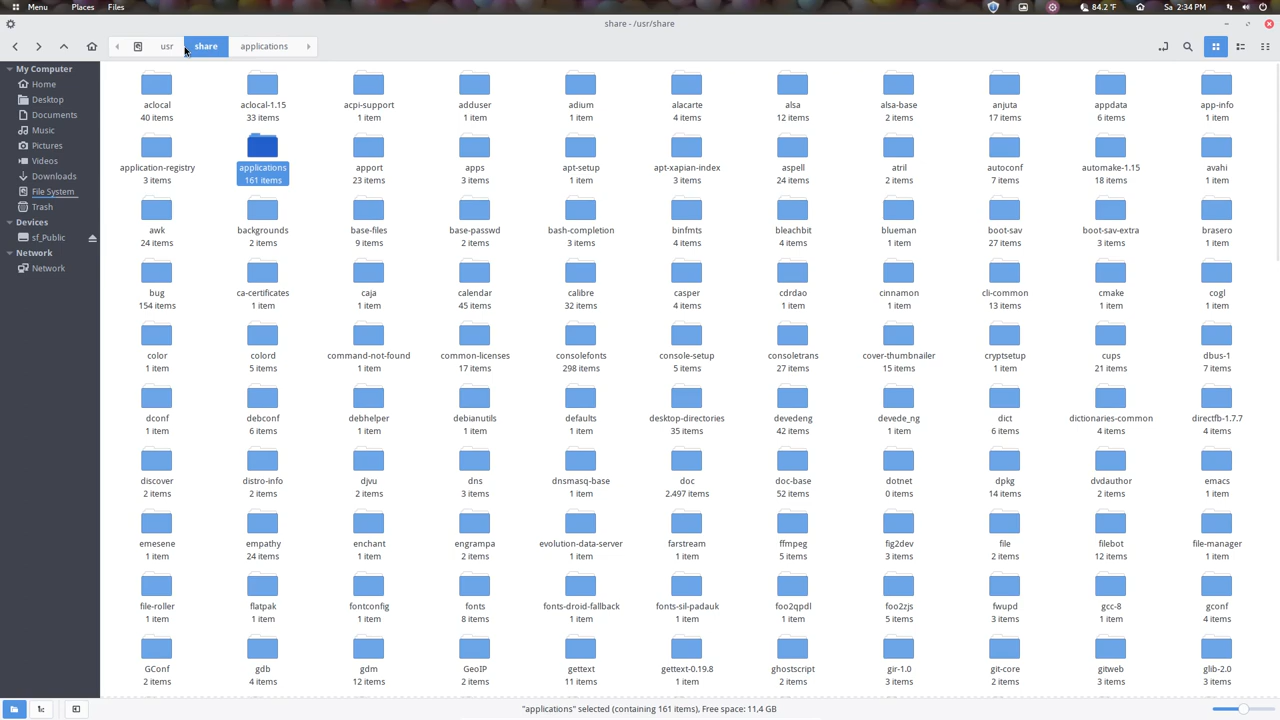 Menu
Places
Files
84.2 °F
Sa 2:34 PM
share - /usr/share
usr
share
applications
My Computer
Home
Desktop
Documents
Music
Pictures
Videos
Downloads
File System
Trash
Devices
sf_Public
Network
Network
aclocal
40 items
aclocal-1.15
33 items
acpi-support
1 item
adduser
1 item
adium
1 item
alacarte
4 items
alsa
12 items
alsa-base
2 items
anjuta
17 items
appdata
6 items
app-info
1 item
application-registry
3 items
applications
161 items
apport
23 items
apps
3 items
apt-setup
1 item
apt-xapian-index
3 items
aspell
24 items
atril
2 items
autoconf
7 items
automake-1.15
18 items
avahi
1 item
awk
24 items
backgrounds
2 items
base-files
9 items
base-passwd
2 items
bash-completion
3 items
binfmts
4 items
bleachbit
4 items
blueman
1 item
boot-sav
27 items
boot-sav-extra
3 items
brasero
1 item
bug
154 items
ca-certificates
1 item
caja
1 item
calendar
45 items
calibre
32 items
casper
4 items
cdrdao
1 item
cinnamon
1 item
cli-common
13 items
cmake
1 item
cogl
1 item
color
1 item
colord
5 items
command-not-found
1 item
common-licenses
17 items
consolefonts
298 items
console-setup
5 items
consoletrans
27 items
cover-thumbnailer
15 items
cryptsetup
1 item
cups
21 items
dbus-1
7 items
dconf
1 item
debconf
6 items
debhelper
1 item
debianutils
1 item
defaults
1 item
desktop-directories
35 items
devedeng
42 items
devede_ng
1 item
dict
6 items
dictionaries-common
4 items
directfb-1.7.7
4 items
discover
2 items
distro-info
2 items
djvu
2 items
dns
3 items
dnsmasq-base
1 item
doc
2.497 items
doc-base
52 items
dotnet
0 items
dpkg
14 items
dvdauthor
2 items
emacs
1 item
emesene
1 item
empathy
24 items
enchant
1 item
engrampa
2 items
evolution-data-server
1 item
farstream
1 item
ffmpeg
5 items
fig2dev
3 items
file
2 items
filebot
12 items
file-manager
1 item
file-roller
1 item
flatpak
1 item
fontconfig
1 item
fonts
8 items
fonts-droid-fallback
1 item
fonts-sil-padauk
1 item
foo2qpdl
1 item
foo2zjs
5 items
fwupd
3 items
gcc-8
1 item
gconf
4 items
GConf
2 items
gdb
4 items
gdm
12 items
GeoIP
2 items
gettext
11 items
gettext-0.19.8
1 item
ghostscript
2 items
gir-1.0
3 items
git-core
2 items
gitweb
3 items
glib-2.0
3 items
"applications" selected (containing 161 items), Free space: 11,4 GB